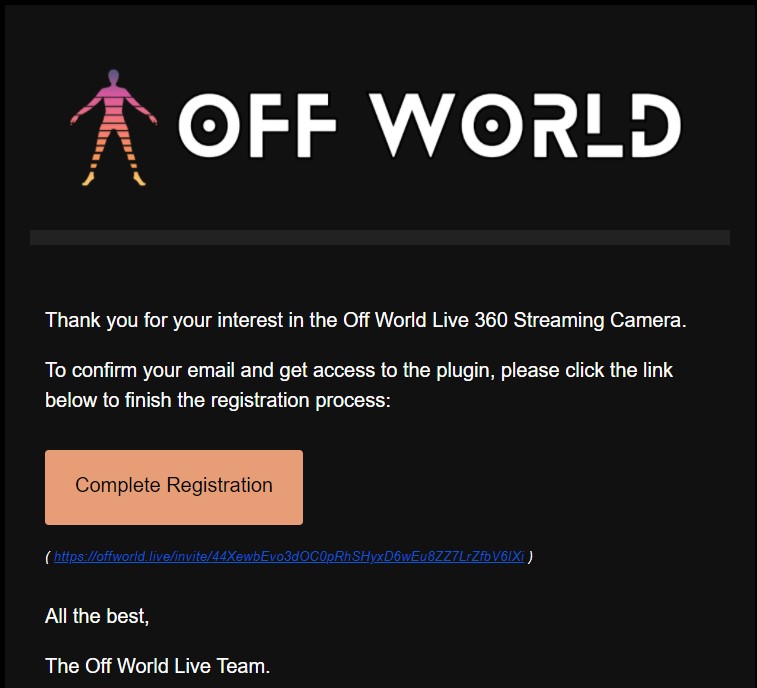 OFF WORLD
Thank you for your interest in the Off World Live 360 Streaming Camera.
To confirm your email and get access to the plugin, please click the link
below to finish the registration process:
Complete Registration
( https://offworld.live/invite/44XewbEvo3dOC0pRhSHyxD6wEu8ZZ7LrZfbV6lXi )
All the best,
The Off World Live Team.